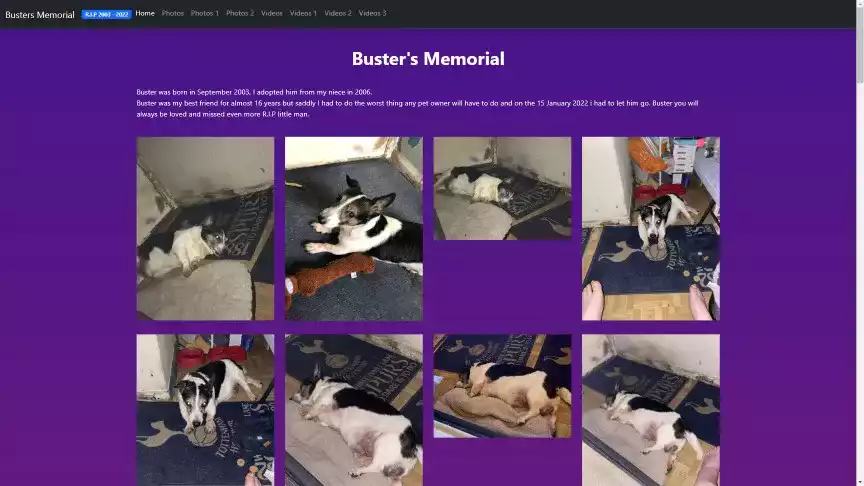 Busters Memorial R.I.P 2003 - 2022 Home Photos Photos 1 Photos 2 Videos Videos 1 Videos 2 Videos 3
Buster's Memorial
Buster was born in September 2003, I adopted him from my niece in 2006.
Buster was my best friend for almost 16 years but saddly I had to do the worst thing any pet owner will have to do and on the 15 January 2022 i had to let him go. Buster you will
always be loved and missed even more R.I.P little man.
SPURS